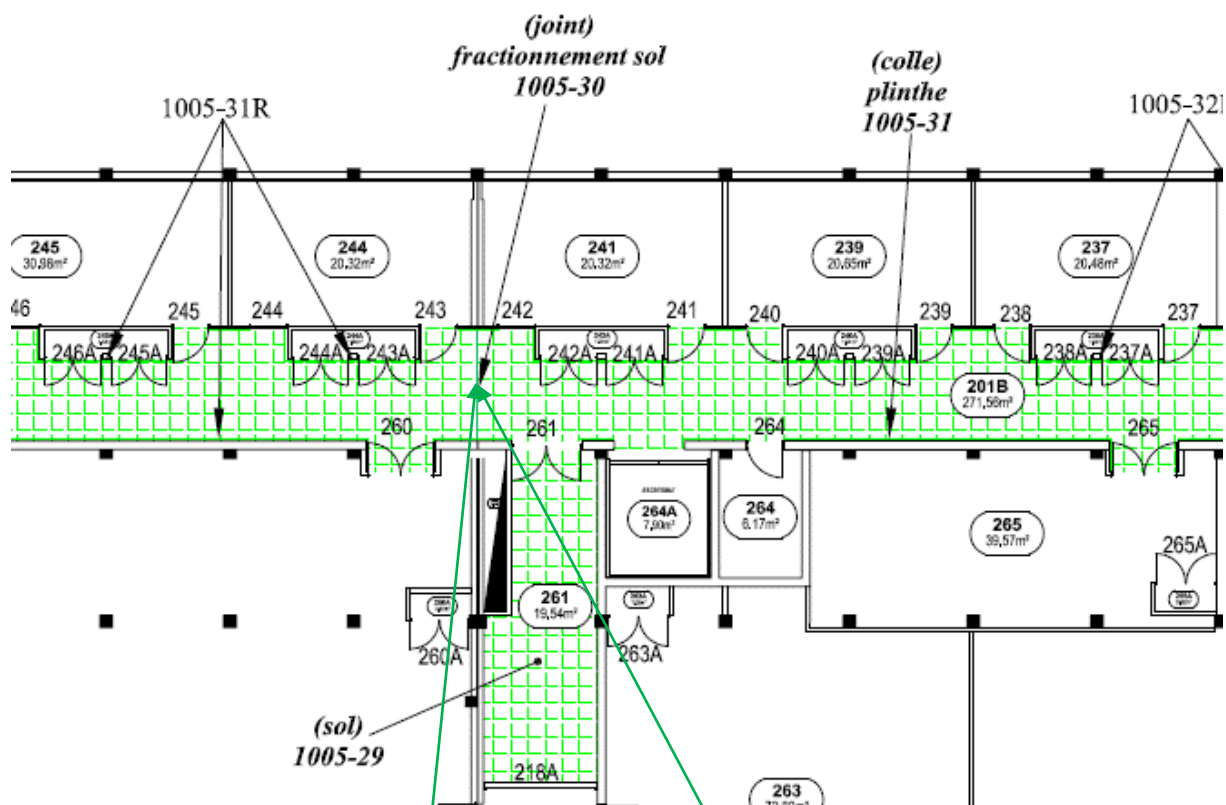 (joint)
fractionnement sol
1005-30
(colle)
plinthe
1005-31
1005-31R
1005-32
245
30,98m²
244
20.32m²
241
20.32m²
239
20.65m²
237
20.48m²
46
245
244
243
242
241
240
239
238
237
246A
245A
244A
243A
242A
241A
240A
239A
238A
237A
201B
271,56m²
260
261
264
265
264A
7,90m²
264
6.17m²
265
39,57m²
265A
261
19,54m²
260A
263A
(sol)
1005-29
218A
263